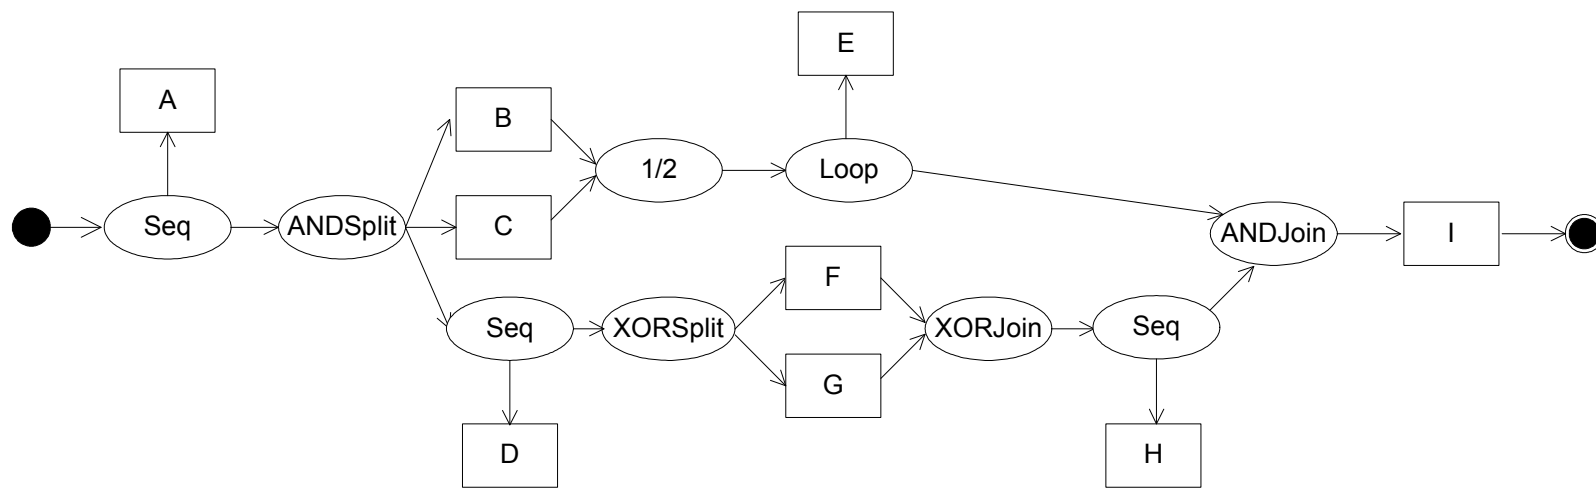 E
A
B
1/2
Loop
Seq
ANDSplit
C
ANDJoin
I
F
Seq
XORSplit
XORJoin
Seq
G
D
H